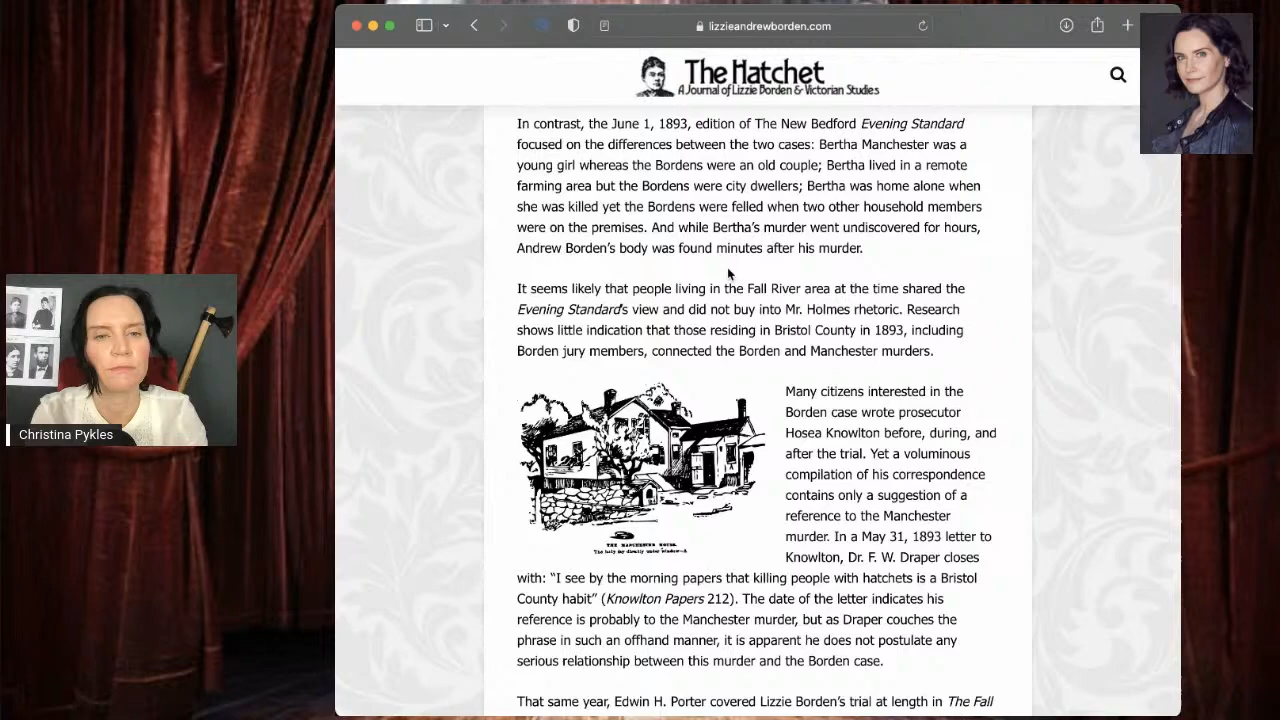 lizzieandrewborden.com
The Hatchet
A Journal of Lizzie Borden & Victorian Studies
In contrast, the June 1, 1893, edition of The New Bedford Evening Standard
focused on the differences between the two cases: Bertha Manchester was a
young girl whereas the Bordens were an old couple; Bertha lived in a remote
farming area but the Bordens were city dwellers; Bertha was home alone when
she was killed yet the Bordens were felled when two other household members
were on the premises. And while Bertha's murder went undiscovered for hours,
Andrew Borden's body was found minutes after his murder.
It seems likely that people living in the Fall River area at the time shared the
Evening Standard's view and did not buy into Mr. Holmes rhetoric. Research
shows little indication that those residing in Bristol County in 1893, including
Borden jury members, connected the Borden and Manchester murders.
Many citizens interested in the
Borden case wrote prosecutor
Hosea Knowlton before, during, and
after the trial. Yet a voluminous
compilation of his correspondence
contains only a suggestion of a
reference to the Manchester
murder. In a May 31, 1893 letter to
Knowlton, Dr. F. W. Draper closes
THE MANCHESTER HOUSE.
The body lay directly under window—A
with: “I see by the morning papers that killing people with hatchets is a Bristol
County habit” (Knowlton Papers 212). The date of the letter indicates his
reference is probably to the Manchester murder, but as Draper couches the
phrase in such an offhand manner, it is apparent he does not postulate any
serious relationship between this murder and the Borden case.
That same year, Edwin H. Porter covered Lizzie Borden's trial at length in The Fall
Christina Pykles